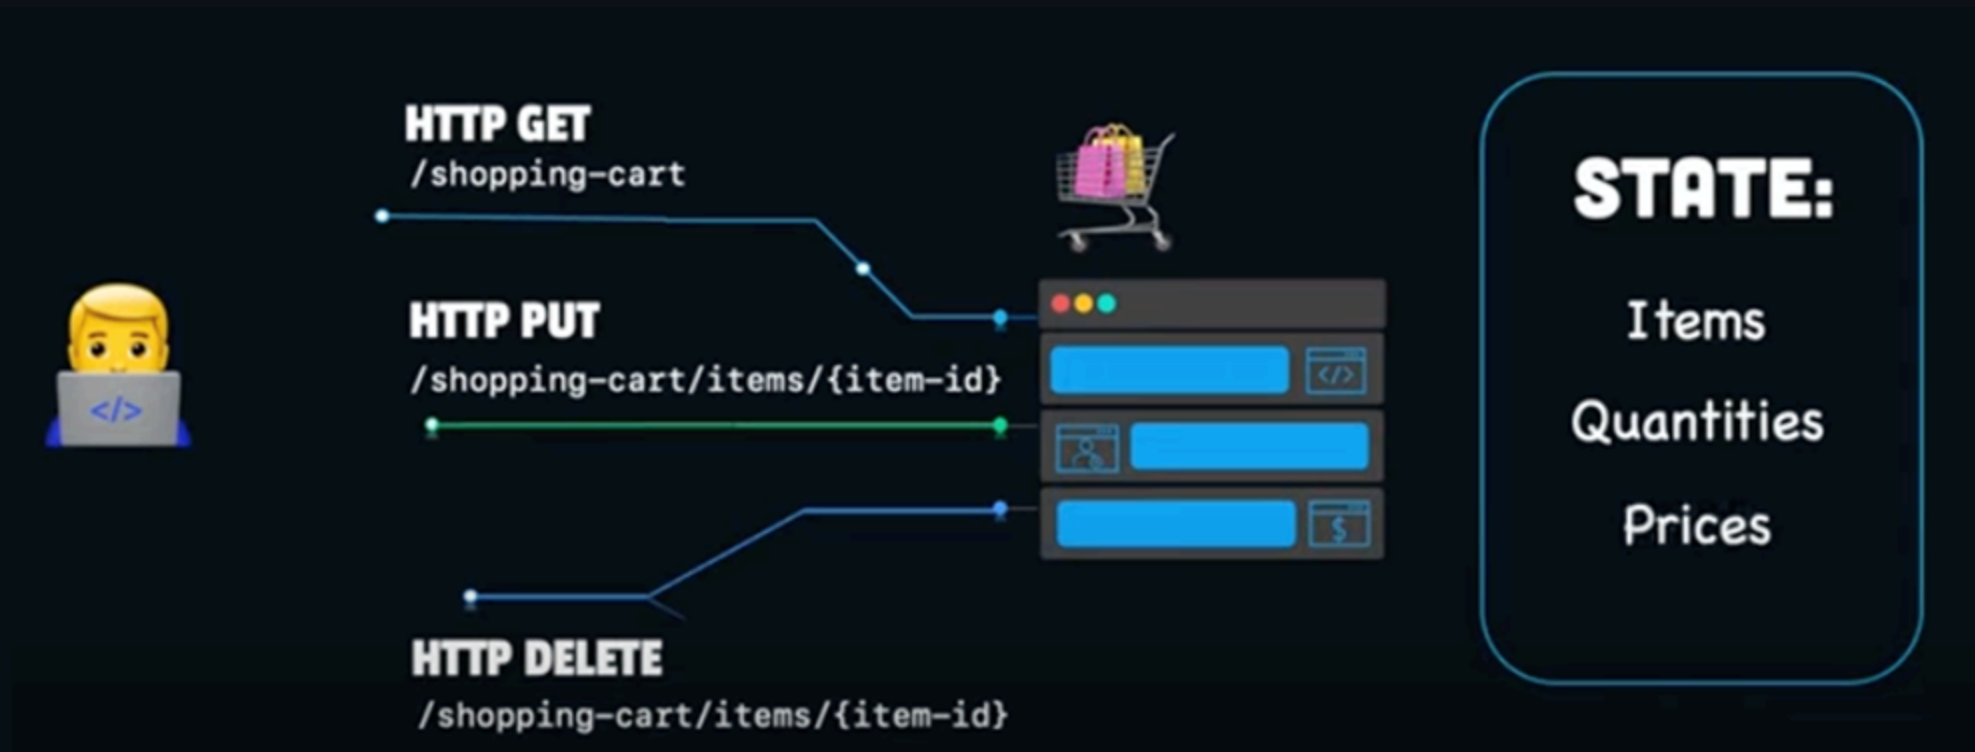 HTTP GET
/shopping-cart
HTTP PUT
/shopping-cart/items/{item-id}
</>
HTTP DELETE
/shopping-cart/items/{item-id}
</>
$
STATE:
Items
Quantities
Prices